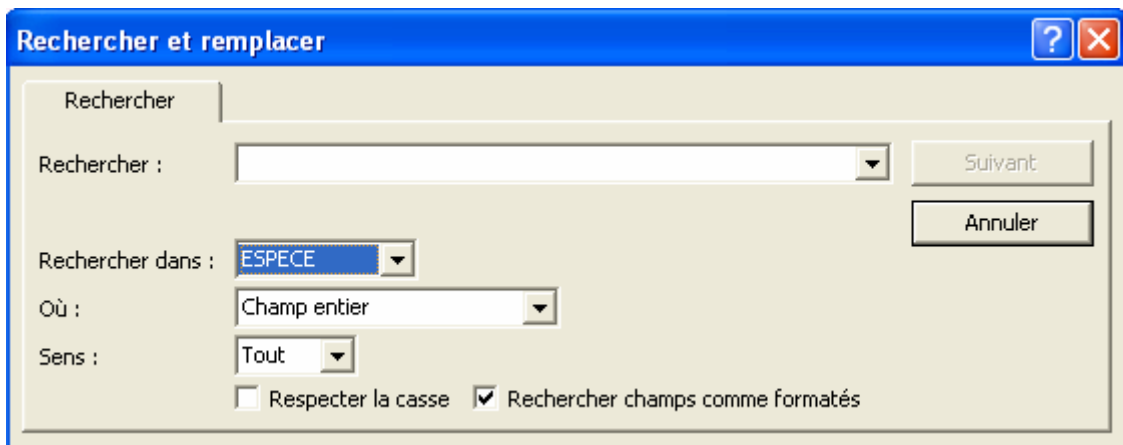 Rechercher et remplacer
Rechercher
Rechercher :
Suivant
Annuler
Rechercher dans : ESPECE
Où : Champ entier
Sens : Tout
Respecter la casse Rechercher champs comme formatés